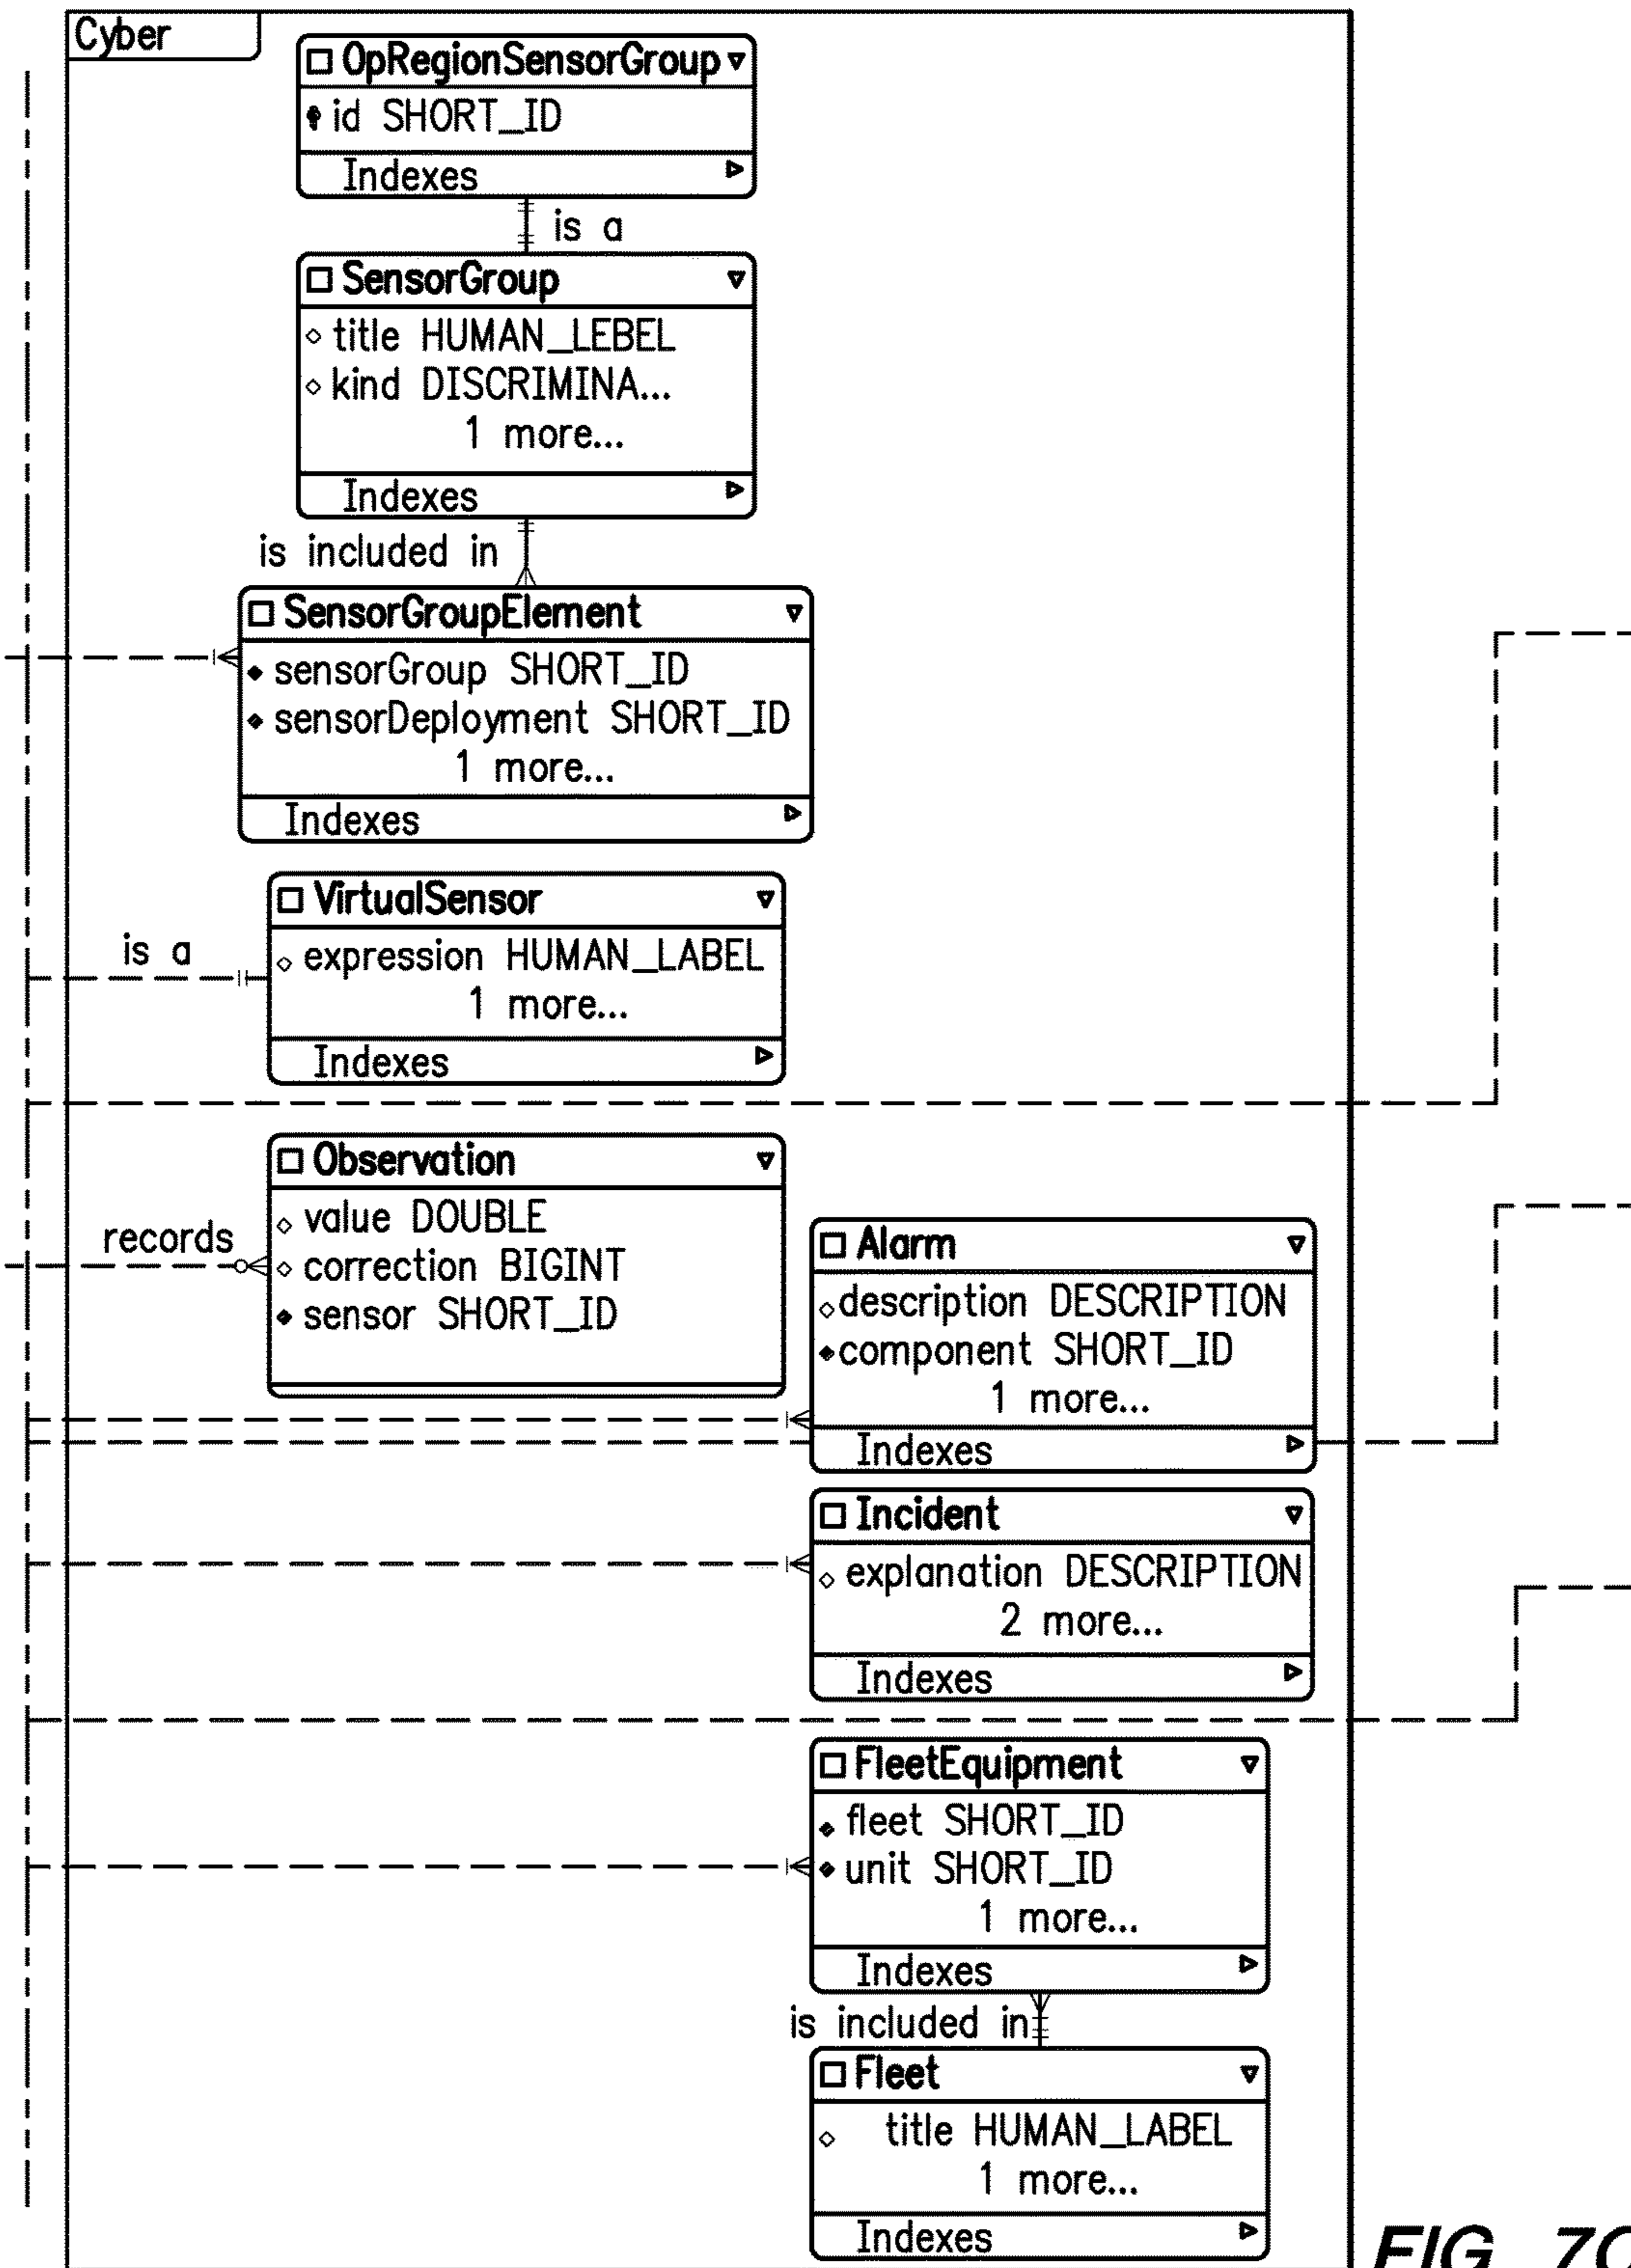 Cyber
OpRegionSensorGroup
id SHORT_ID
Indexes
is a
SensorGroup
title HUMAN_LEBEL
kind DISCRIMINA...
1 more...
Indexes
is included in
SensorGroupElement
sensorGroup SHORT_ID
sensorDeployment SHORT_ID
1 more...
Indexes
VirtualSensor
is a
expression HUMAN_LABEL
1 more...
Indexes
Observation
value DOUBLE
records
correction BIGINT
sensor SHORT_ID
Alarm
description DESCRIPTION
component SHORT_ID
1 more...
Indexes
Incident
explanation DESCRIPTION
2 more...
Indexes
FleetEquipment
fleet SHORT_ID
unit SHORT_ID
1 more...
Indexes
is included in
Fleet
title HUMAN_LABEL
1 more...
Indexes
FIG. 7C